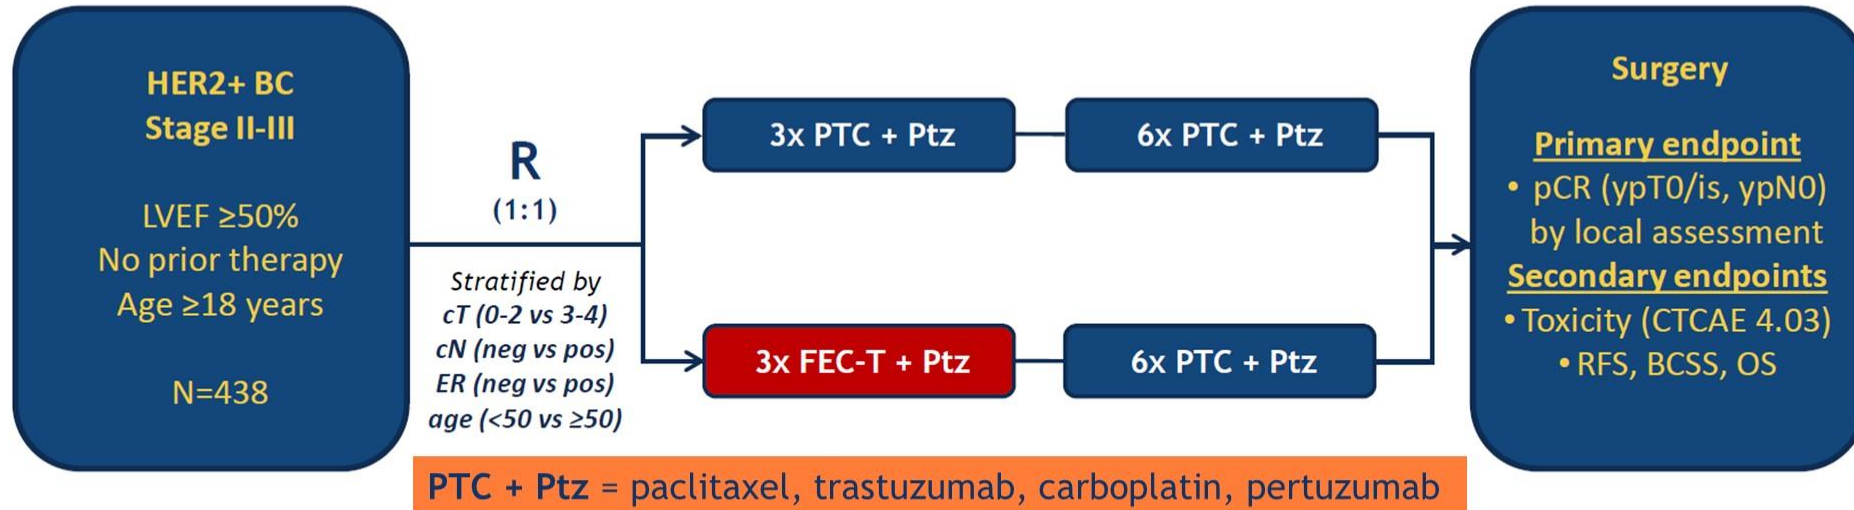 HER2+ BC
Stage II-III
LVEF ≥50%
No prior therapy
Age ≥18 years
N=438
R
(1:1)
Stratified by
cT (0-2 vs 3-4)
cN (neg vs pos)
ER (neg vs pos)
age (<50 vs ≥50)
3x PTC + Ptz
6x PTC + Ptz
3x FEC-T + Ptz
6x PTC + Ptz
Surgery
Primary endpoint
• pCR (ypT0/is, ypN0)
by local assessment
Secondary endpoints
• Toxicity (CTCAE 4.03)
• RFS, BCSS, OS
PTC + Ptz = paclitaxel, trastuzumab, carboplatin, pertuzumab